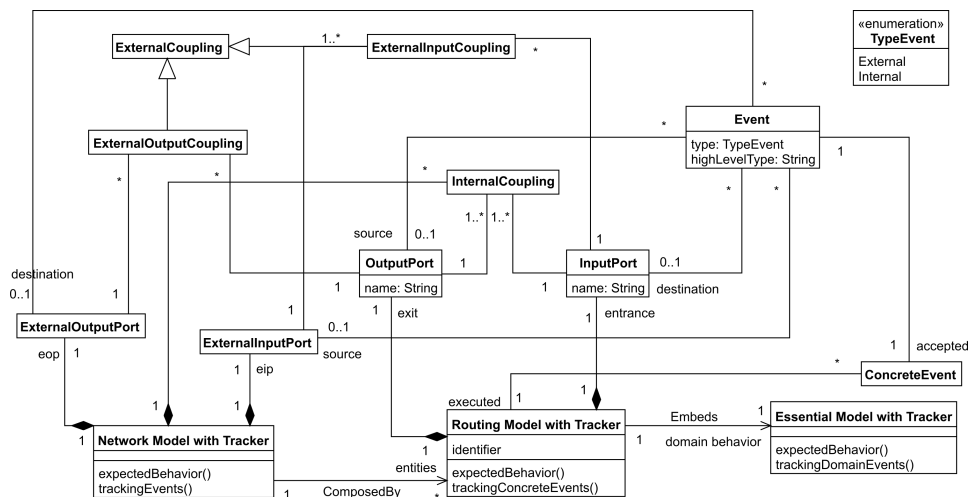 ExternalCoupling
1..*
ExternalInputCoupling
*
«enumeration»
TypeEvent
External
Internal
*
Event
type: TypeEvent
highLevelType: String
*
1
ExternalOutputCoupling
*
*
InternalCoupling
*
*
*
1..*
1..*
source
0..1
1
OutputPort
name: String
1
1
InputPort
name: String
1
0..1
destination
destination
0..1
1
ExternalOutputPort
1
exit
1
entrance
1
ExternalInputPort
0..1
source
eop
1
1
eip
1
accepted
ConcreteEvent
*
executed
1
1
1
1
1
Network Model with Tracker
expectedBehavior()
trackingEvents()
1
Routing Model with Tracker
identifier
expectedBehavior()
trackingConcreteEvents()
Embeds
1
1
domain behavior
Essential Model with Tracker
expectedBehavior()
trackingDomainEvents()
entities
1
ComposedBy
*